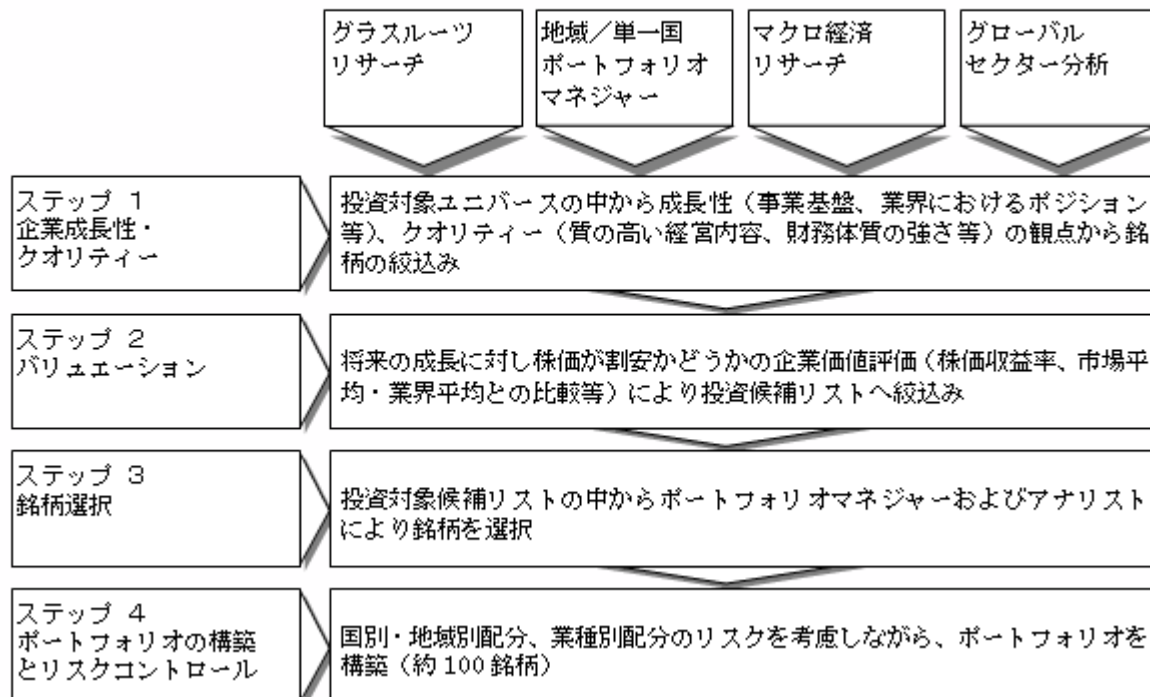 グラスルーツ
リサーチ
地域／単一国
ポートフォリオ
マネジャー
マクロ経済
リサーチ
グローバル
セクター分析
ステップ 1
企業成長性・
クオリティー
投資対象ユニバースの中から成長性（事業基盤、業界におけるポジション
等）、クオリティー（質の高い経営内容、財務体質の強さ等）の観点から銘
柄の絞込み
ステップ 2
バリュエーション
将来の成長に対し株価が割安かどうかの企業価値評価（株価収益率、市場平
均・業界平均との比較等）により投資候補リストへ絞込み
ステップ 3
銘柄選択
投資対象候補リストの中からポートフォリオマネジャーおよびアナリスト
により銘柄を選択
ステップ 4
ポートフォリオの構築
とリスクコントロール
国別・地域別配分、業種別配分のリスクを考慮しながら、ポートフォリオを
構築（約 100 銘柄）